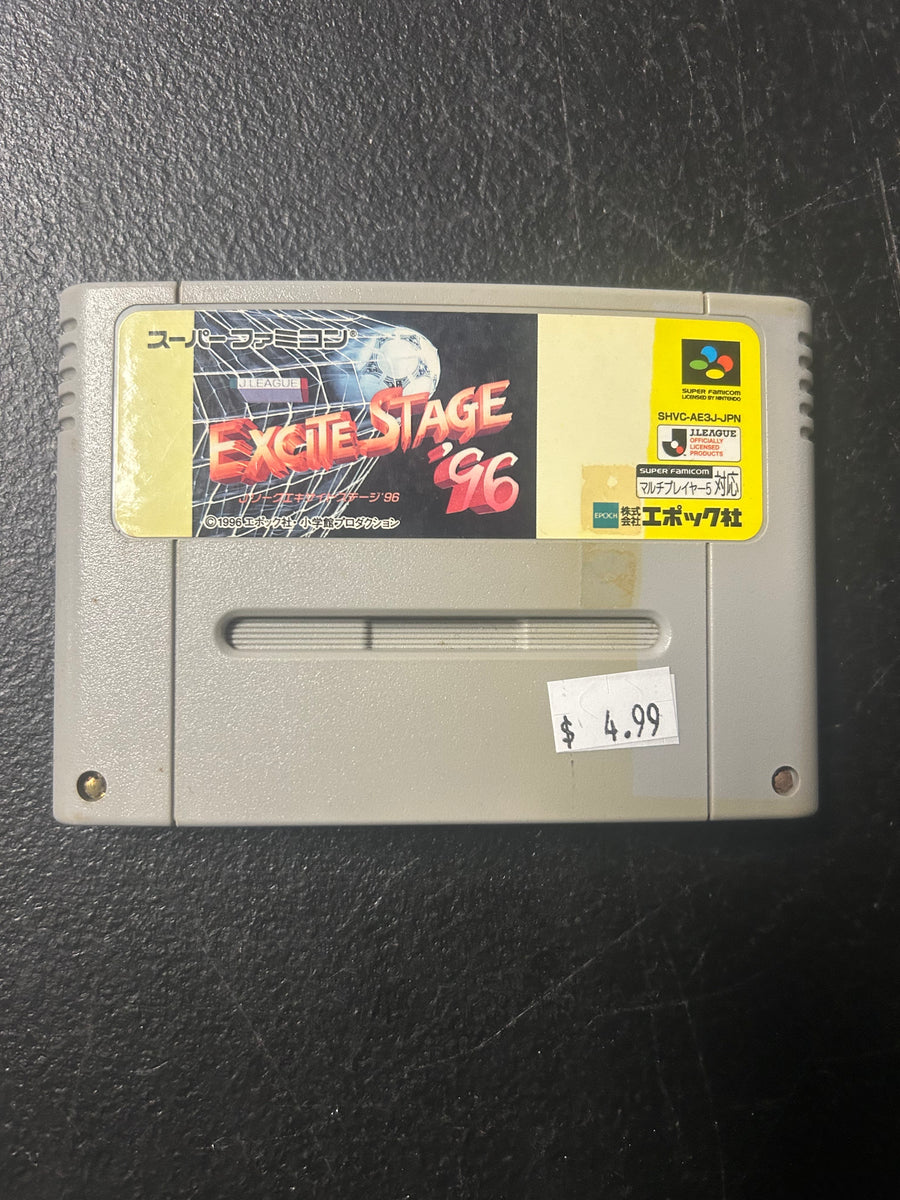 スーパーファミコン®
J.LEAGUE
EXCITE STAGE
'96
Jリーグエキサイトステージ'96
©1996 エポック社・小学館プロダクション
SUPER FAMICOM
LICENSED BY NINTENDO
SHVC-AE3J-JPN
J.LEAGUE
OFFICIALLY
LICENSED
PRODUCTS
SUPER FAMICOM
マルチプレイヤー5 対応
EPOCH 株式会社 エポック社
$ 4.99